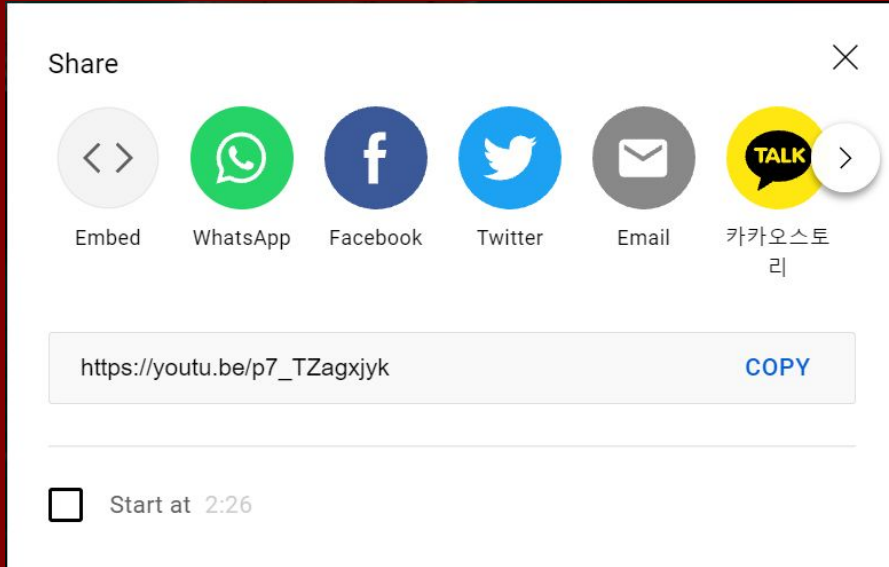 Share
Embed
WhatsApp
Facebook
Twitter
Email
TALK
카카오스토
리
https://youtu.be/p7_TZagxjyk
COPY
Start at 2:26